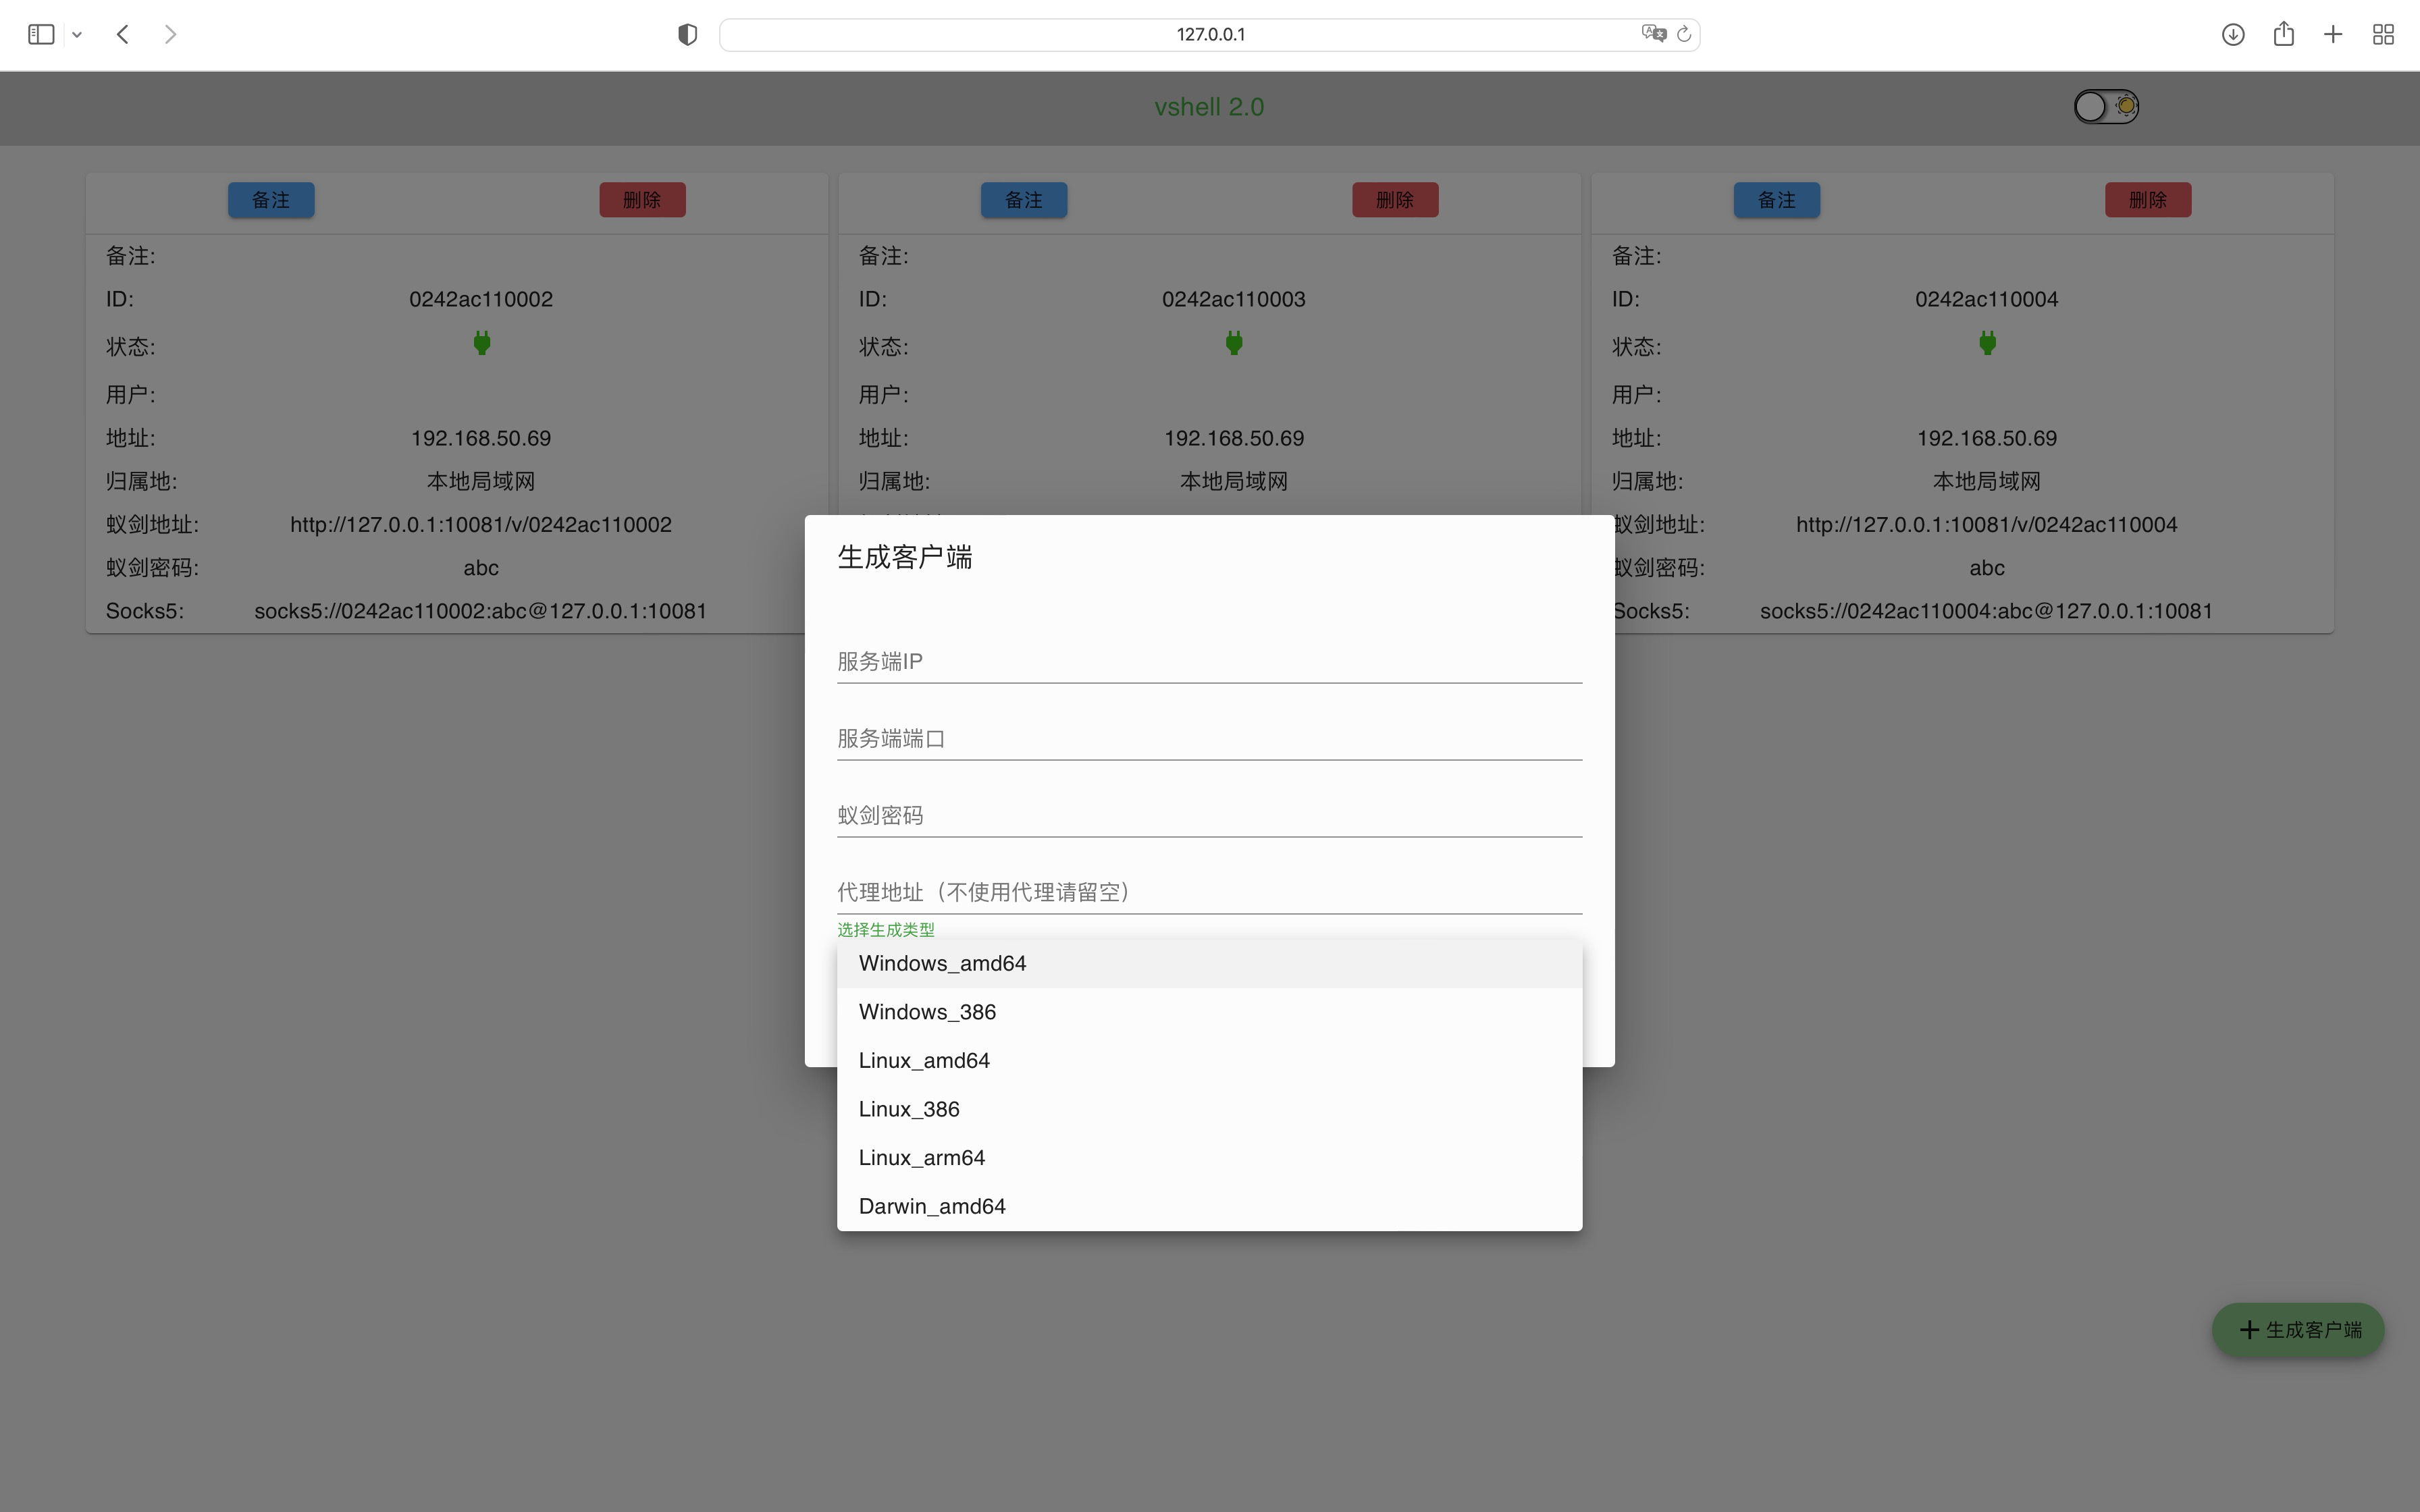 127.0.0.1
vshell 2.0
备注 删除
备注:
ID: 0242ac110002
状态:
用户:
地址: 192.168.50.69
归属地: 本地局域网
蚁剑地址: http://127.0.0.1:10081/v/0242ac110002
蚁剑密码: abc
Socks5: socks5://0242ac110002:abc@127.0.0.1:10081
备注 删除
备注:
ID: 0242ac110003
状态:
用户:
地址: 192.168.50.69
归属地: 本地局域网
备注 删除
备注:
ID: 0242ac110004
状态:
用户:
地址: 192.168.50.69
归属地: 本地局域网
蚁剑地址: http://127.0.0.1:10081/v/0242ac110004
蚁剑密码: abc
Socks5: socks5://0242ac110004:abc@127.0.0.1:10081
生成客户端
服务端IP
服务端端口
蚁剑密码
代理地址（不使用代理请留空）
选择生成类型
Windows_amd64
Windows_386
Linux_amd64
Linux_386
Linux_arm64
Darwin_amd64
生成客户端